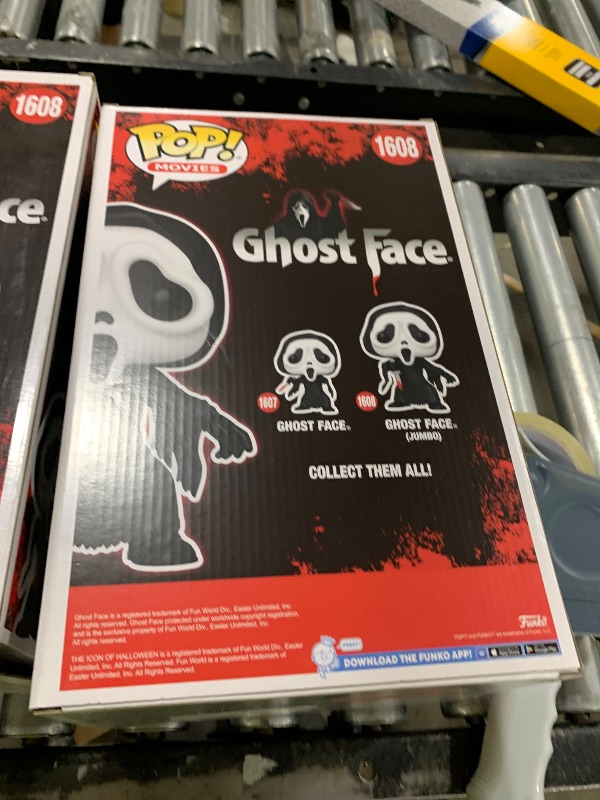 1608
ce.
POP!
MOVIES
1608
Ghost Face.
1607
GHOST FACE.
1608
GHOST FACE.
(JUMBO)
COLLECT THEM ALL!
Ghost Face is a registered trademark of Fun World Div., Easter Unlimited, Inc.
All rights reserved. Ghost Face protected under worldwide copyright registration,
and is the exclusive property of Fun World Div., Easter Unlimited, Inc.
All rights reserved.
THE ICON OF HALLOWEEN is a registered trademark of Fun World Div., Easter
Unlimited, Inc. All Rights Reserved. Fun World is a registered trademark of
Easter Unlimited, Inc. All Rights Reserved.
DOWNLOAD THE FUNKO APP!
App Store
Google Play
Funko